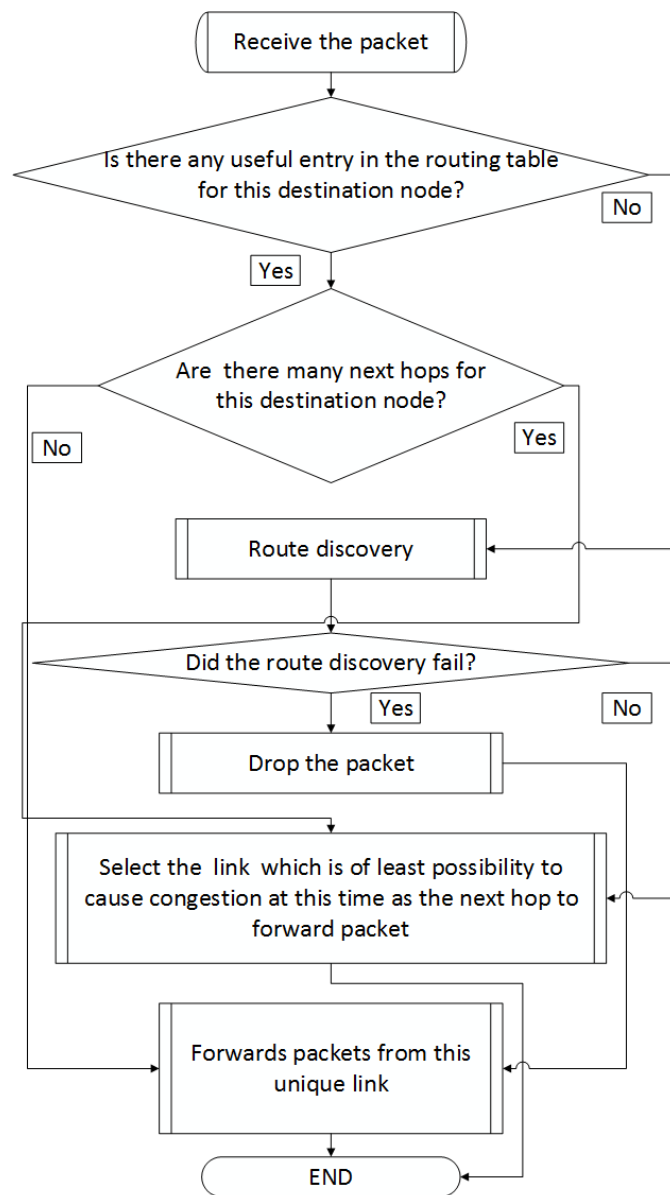 Receive the packet
Is there any useful entry in the routing table
for this destination node?
No
Yes
Are there many next hops for
this destination node?
No
Yes
Route discovery
Did the route discovery fail?
Yes
No
Drop the packet
Select the link which is of least possibility to
cause congestion at this time as the next hop to
forward packet
Forwards packets from this
unique link
END